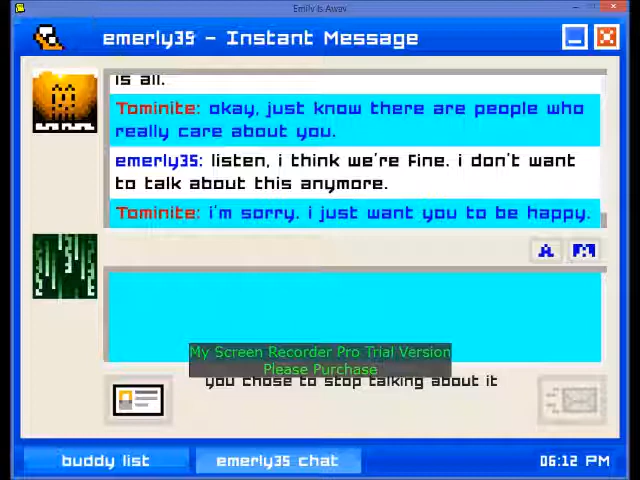 Emily is Away
emerly35 - Instant Message
is all.
Tominite: okay, just know there are people who
really care about you.
emerly35: listen, i think we're fine. i don't want
to talk about this anymore.
Tominite: i'm sorry. i just want you to be happy.
A
My Screen Recorder Pro Trial Version
Please Purchase
you chose to stop talking about it
buddy list
emerly35 chat
06:12 PM